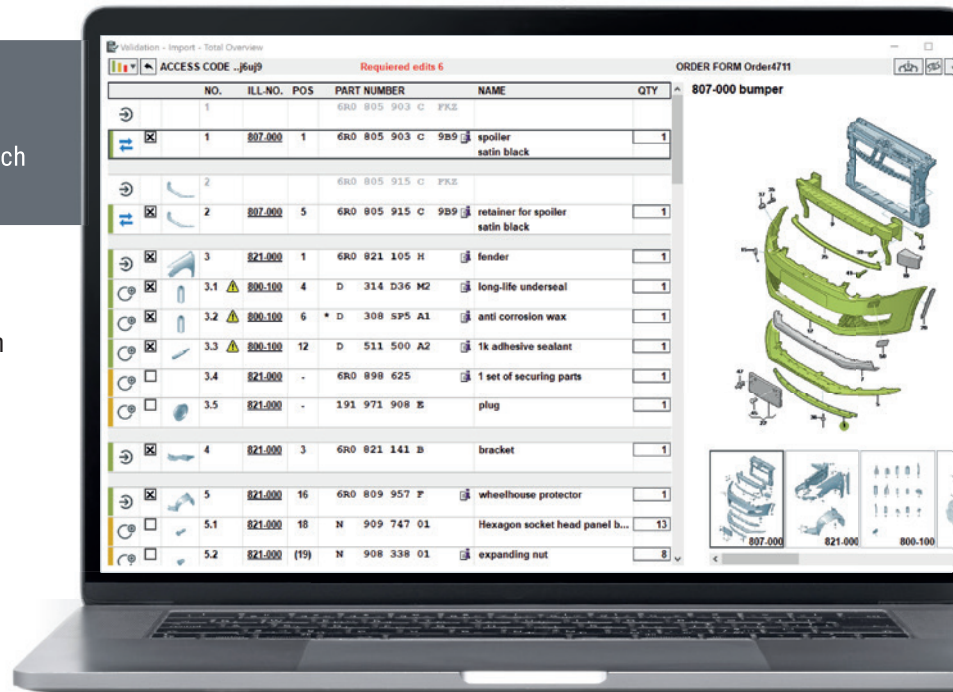 ch
n
Validation - Import - Total Overview
ACCESS CODE ..j6uj9 Requiered edits 6 ORDER FORM Order4711
NO. ILL-NO. POS PART NUMBER NAME QTY
807-000 bumper
1 6R0 805 903 C FKZ
1 807-000 1 6R0 805 903 C 9B9 spoiler 1
satin black
2 6R0 805 915 C FKZ
2 807-000 5 6R0 805 915 C 9B9 retainer for spoiler 1
satin black
3 821-000 1 6R0 821 105 H fender 1
3.1 800-100 4 D 314 D36 M2 long-life underseal 1
3.2 800-100 6 * D 308 SP5 A1 anti corrosion wax 1
3.3 800-100 12 D 511 500 A2 1k adhesive sealant 1
3.4 821-000 - 6R0 898 625 1 set of securing parts 1
3.5 821-000 - 191 971 908 E plug 1
4 821-000 3 6R0 821 141 B bracket 1
5 821-000 16 6R0 809 957 F wheelhouse protector 1
5.1 821-000 18 N 909 747 01 Hexagon socket head panel b... 13
5.2 821-000 (19) N 908 338 01 expanding nut 8
807-000 821-000 800-100